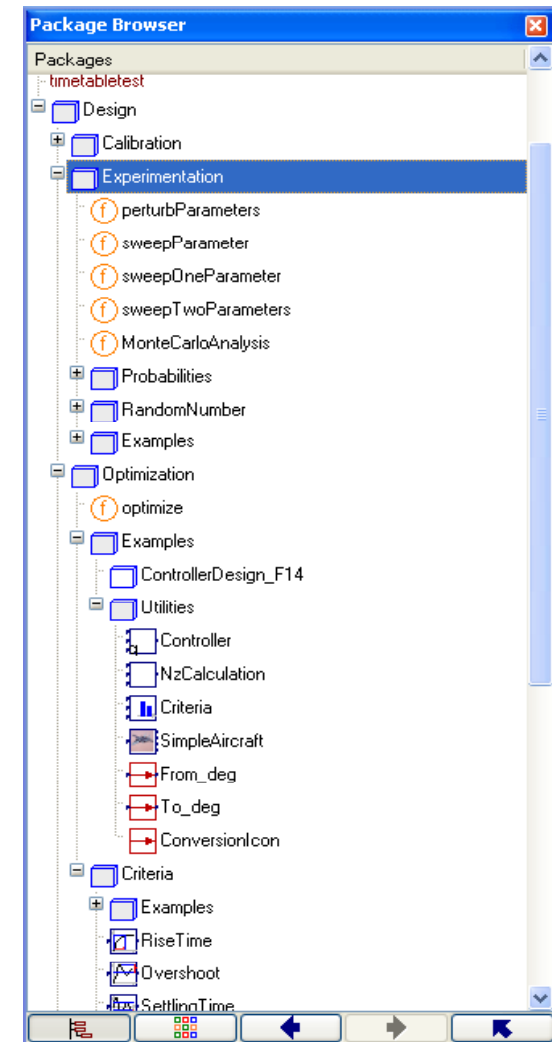 Package Browser
Packages
timetabletest
Design
Calibration
Experimentation
perturbParameters
sweepParameter
sweepOneParameter
sweepTwoParameters
MonteCarloAnalysis
Probabilities
RandomNumber
Examples
Optimization
optimize
Examples
ControllerDesign_F14
Utilities
Controller
NzCalculation
Criteria
SimpleAircraft
From_deg
To_deg
ConversionIcon
Criteria
Examples
RiseTime
Overshoot
SettlingTime